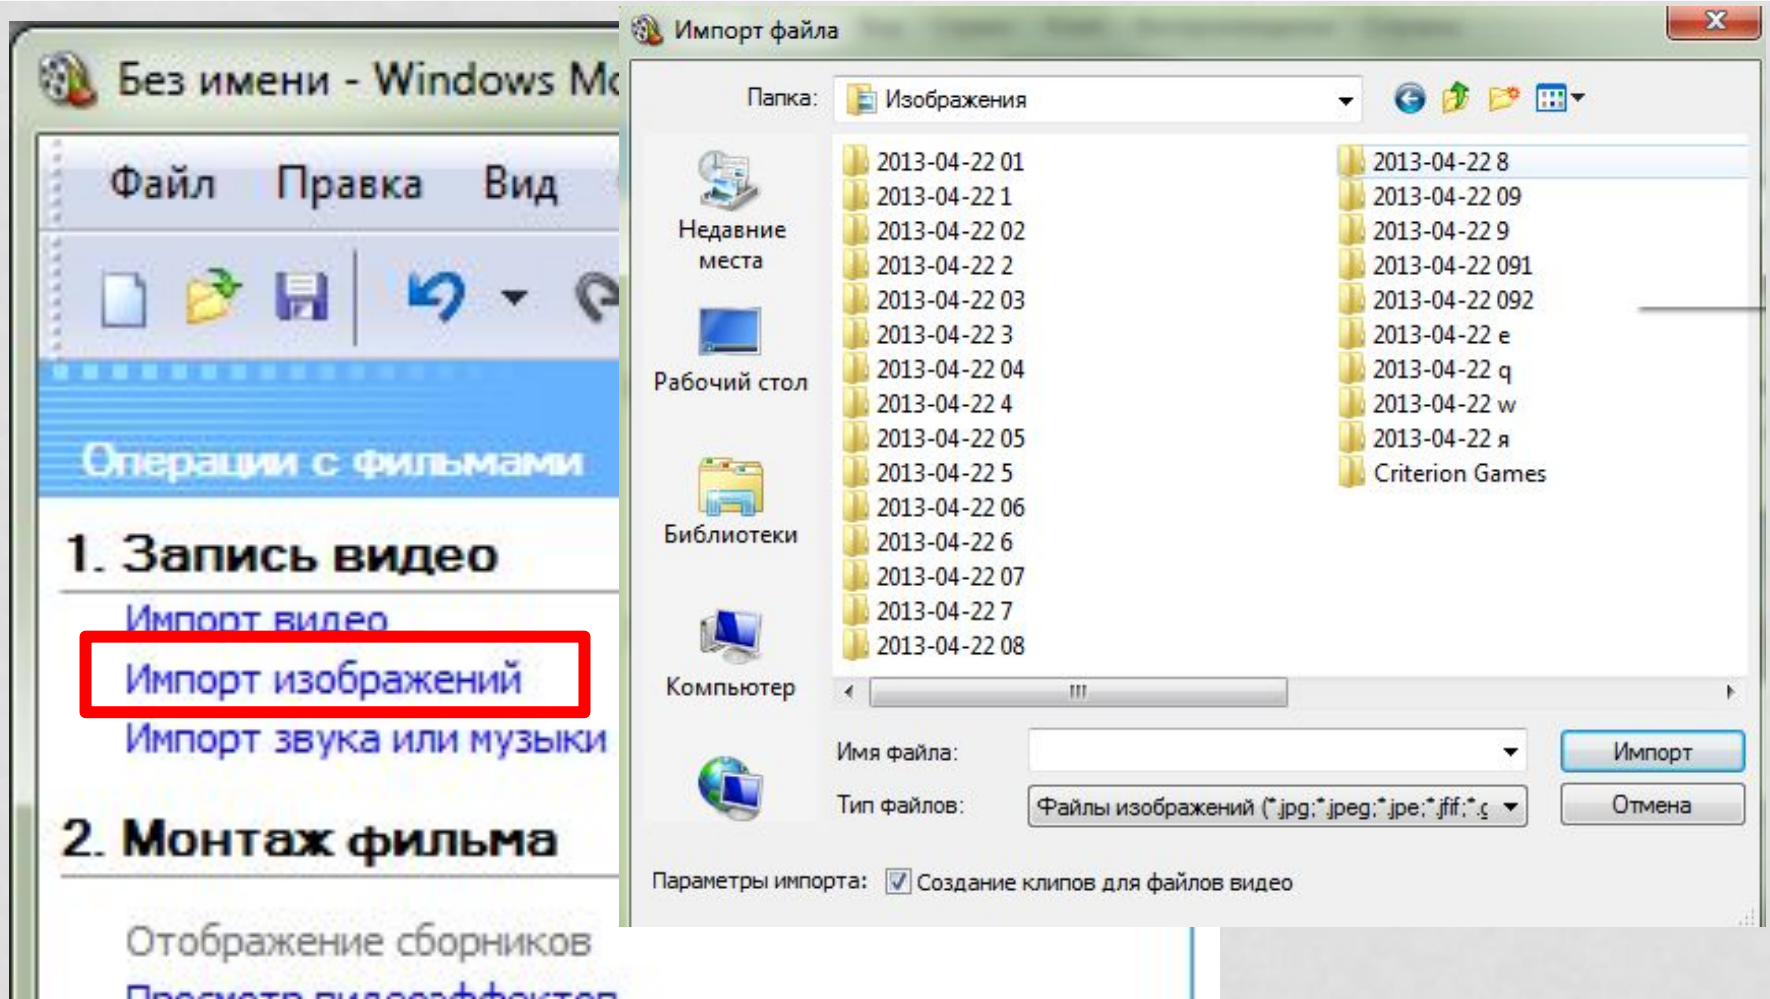 Без имени - Windows Mo
Файл Правка Вид
Операции с фильмами
1. Запись видео
Импорт видео
Импорт изображений
Импорт звука или музыки
2. Монтаж фильма
Отображение сборников
Просмотр видеоэффектов
Импорт файла
Папка: Изображения
Недавние
места
Рабочий стол
Библиотеки
Компьютер
2013-04-22 01
2013-04-22 1
2013-04-22 02
2013-04-22 2
2013-04-22 03
2013-04-22 3
2013-04-22 04
2013-04-22 4
2013-04-22 05
2013-04-22 5
2013-04-22 06
2013-04-22 6
2013-04-22 07
2013-04-22 7
2013-04-22 08
2013-04-22 8
2013-04-22 09
2013-04-22 9
2013-04-22 091
2013-04-22 092
2013-04-22 e
2013-04-22 q
2013-04-22 w
2013-04-22 я
Criterion Games
Имя файла:
Импорт
Тип файлов: Файлы изображений (*.jpg;*.jpeg;*.jpe;*.jfif;*.g
Отмена
Параметры импорта: Создание клипов для файлов видео